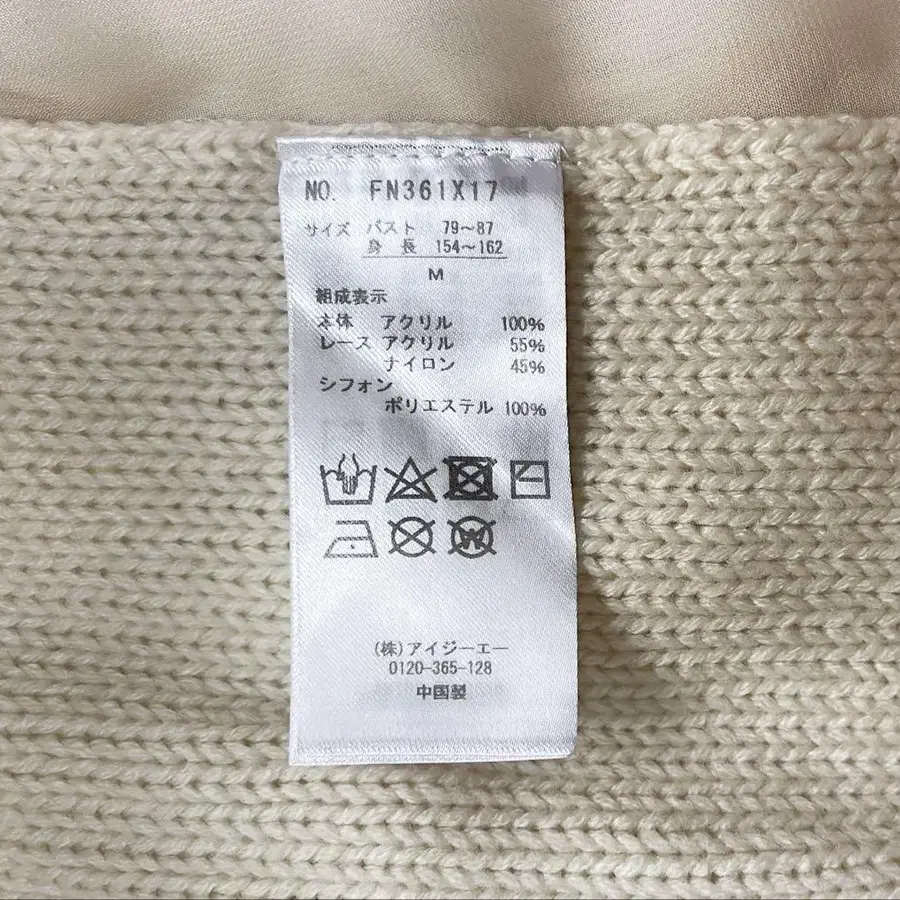 NO. FN361X17
サイズ バスト 79～87
身長 154～162
M
組成表示
本体 アクリル 100%
レース アクリル 55%
ナイロン 45%
シフォン
ポリエステル 100%
(株)アイジーエー
0120-365-128
中国製